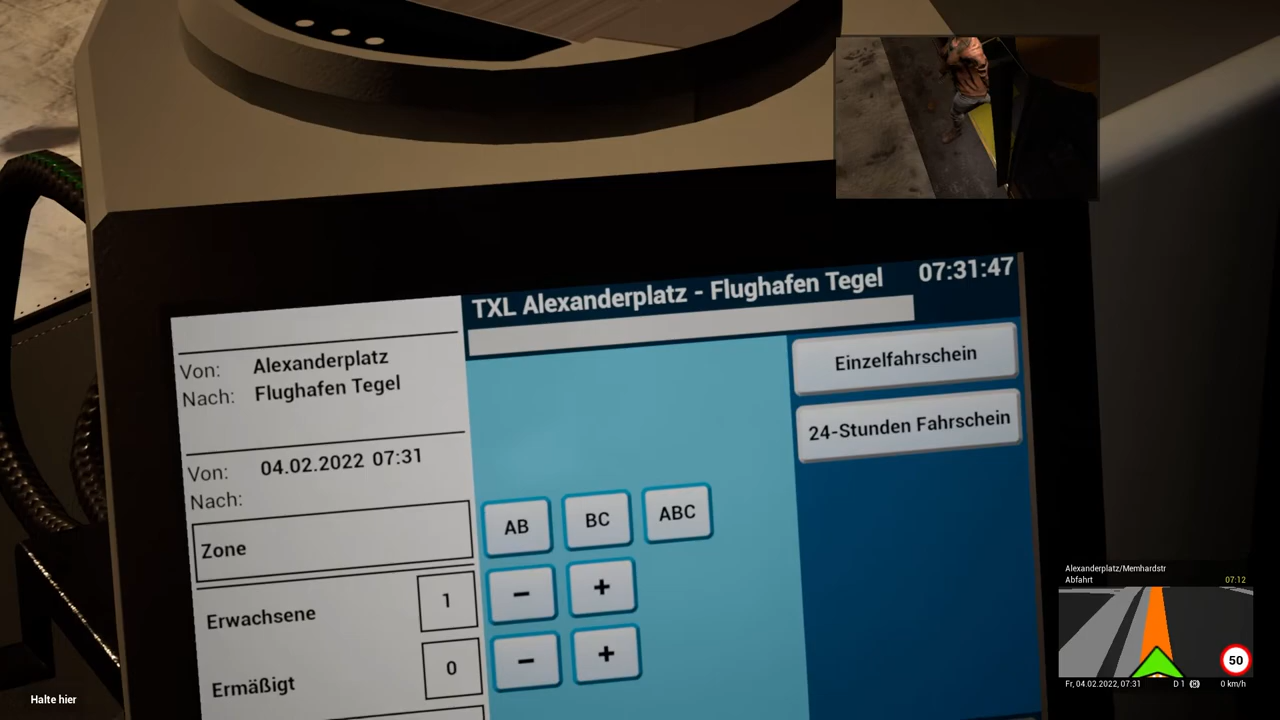 TXL Alexanderplatz - Flughafen Tegel 07:31:47
Von: Alexanderplatz
Nach: Flughafen Tegel
Einzelfahrschein
24-Stunden Fahrschein
Von: 04.02.2022 07:31
Nach:
Zone
AB BC ABC
Erwachsene 1 - +
Ermäßigt 0 - +
Alexanderplatz/Memhardstr
Abfahrt 07:12
50
Fr, 04.02.2022, 07:31 D 1 (S) 0 km/h
Halte hier